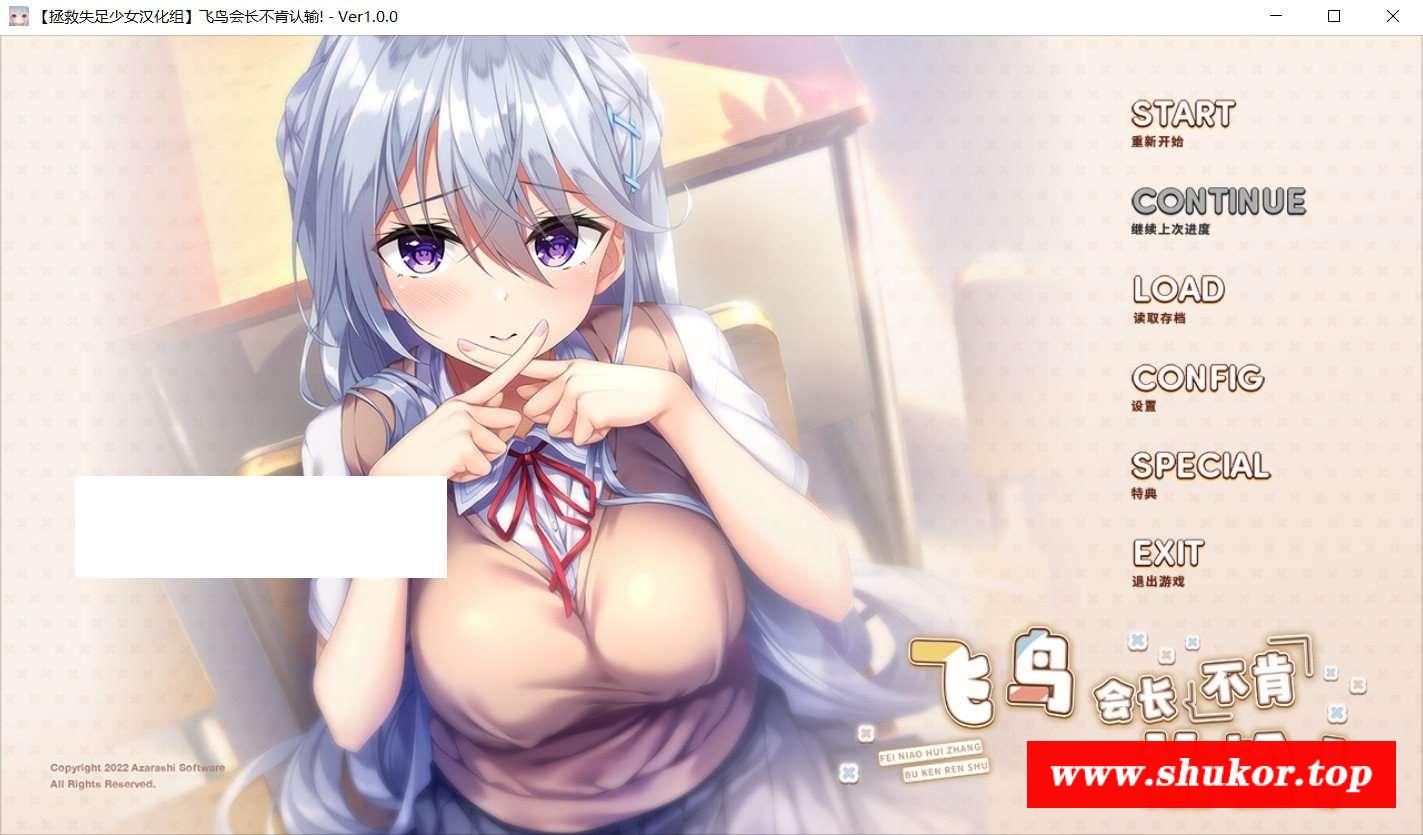 【拯救失足少女汉化组】飞鸟会长不肯认输! - Ver1.0.0
START
重新开始
CONTINUE
继续上次进度
LOAD
读取存档
CONFIG
设置
SPECIAL
特典
EXIT
退出游戏
飞鸟会长不肯
FEI NIAO HUI ZHANG
BU KEN REN SHU
www.shukor.top
Copyright 2022 Azarashi Software
All Rights Reserved.